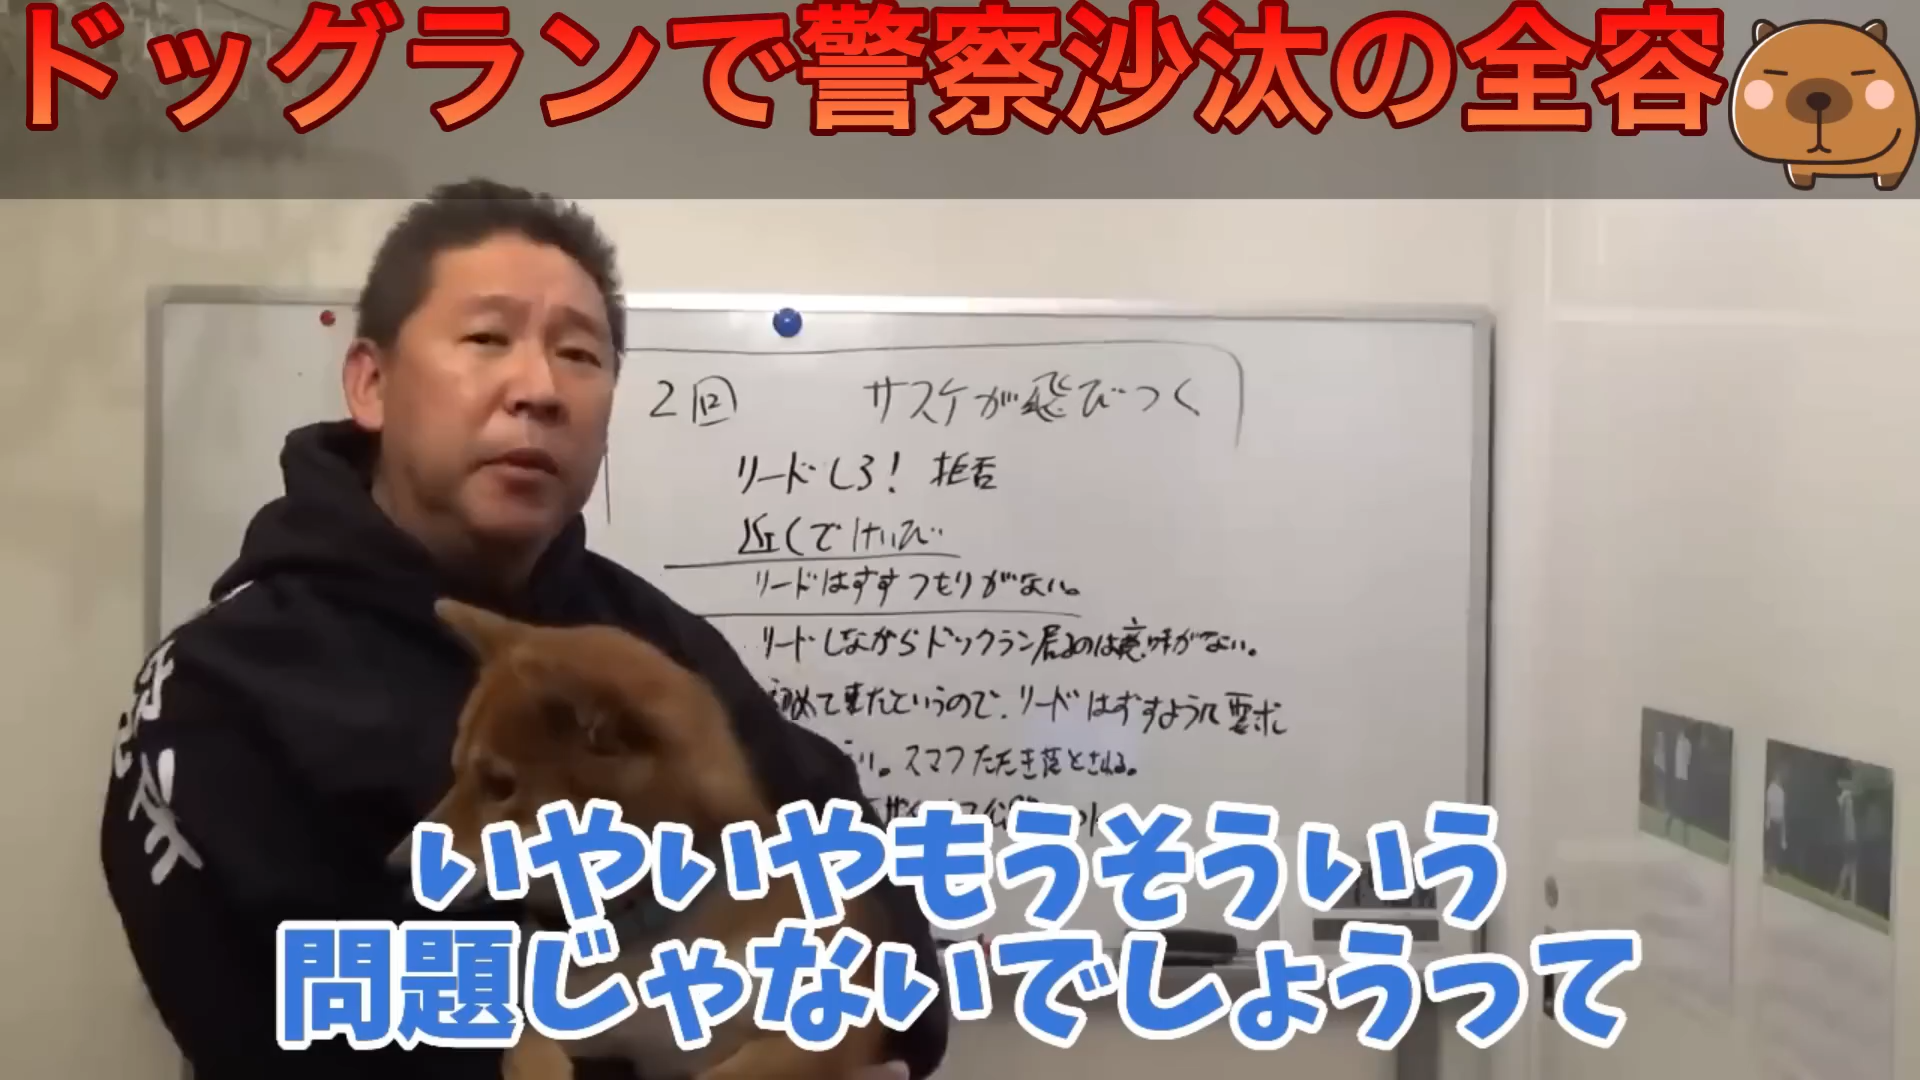 ドッグランで警察沙汰の全容
2回 サスケが飛びつく
リードしろ! 拒否
近くでけいび
リードはずすつもりがない。
リードしながらドックラン居るのは意味がない。
認めて来たというので、リードはずすように要求
い。スマフたたき落とされる。
いやいやもうそういう
問題じゃないでしょうって